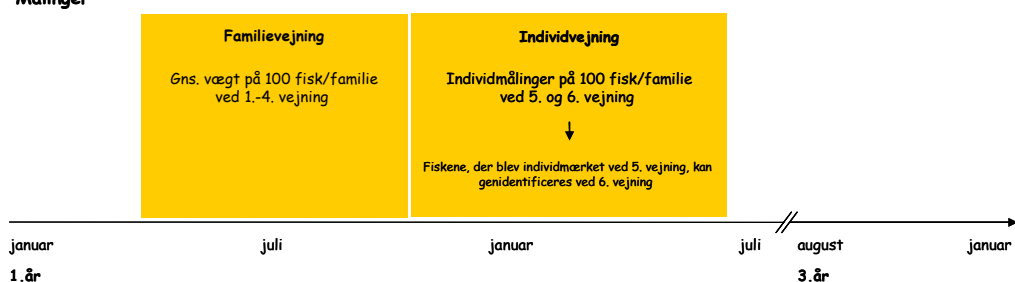 Målinger
Familievejning
Gns. vægt på 100 fisk/familie
ved 1.-4. vejning
Individvejning
Individmålinger på 100 fisk/familie
ved 5. og 6. vejning
Fiskene, der blev individmærket ved 5. vejning, kan
genidentificeres ved 6. vejning
januar juli januar juli august januar
1.år 3.år